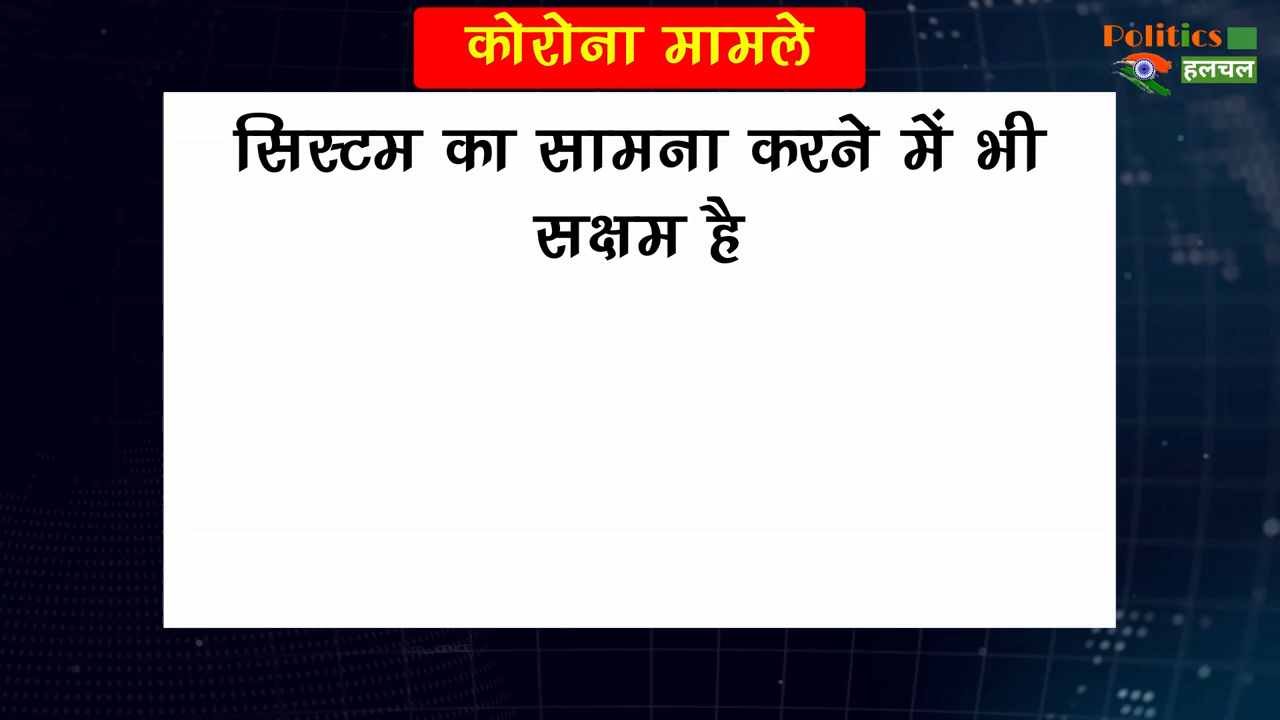 कोरोना मामले
Politics
हलचल
सिस्टम का सामना करने में भी
सक्षम है